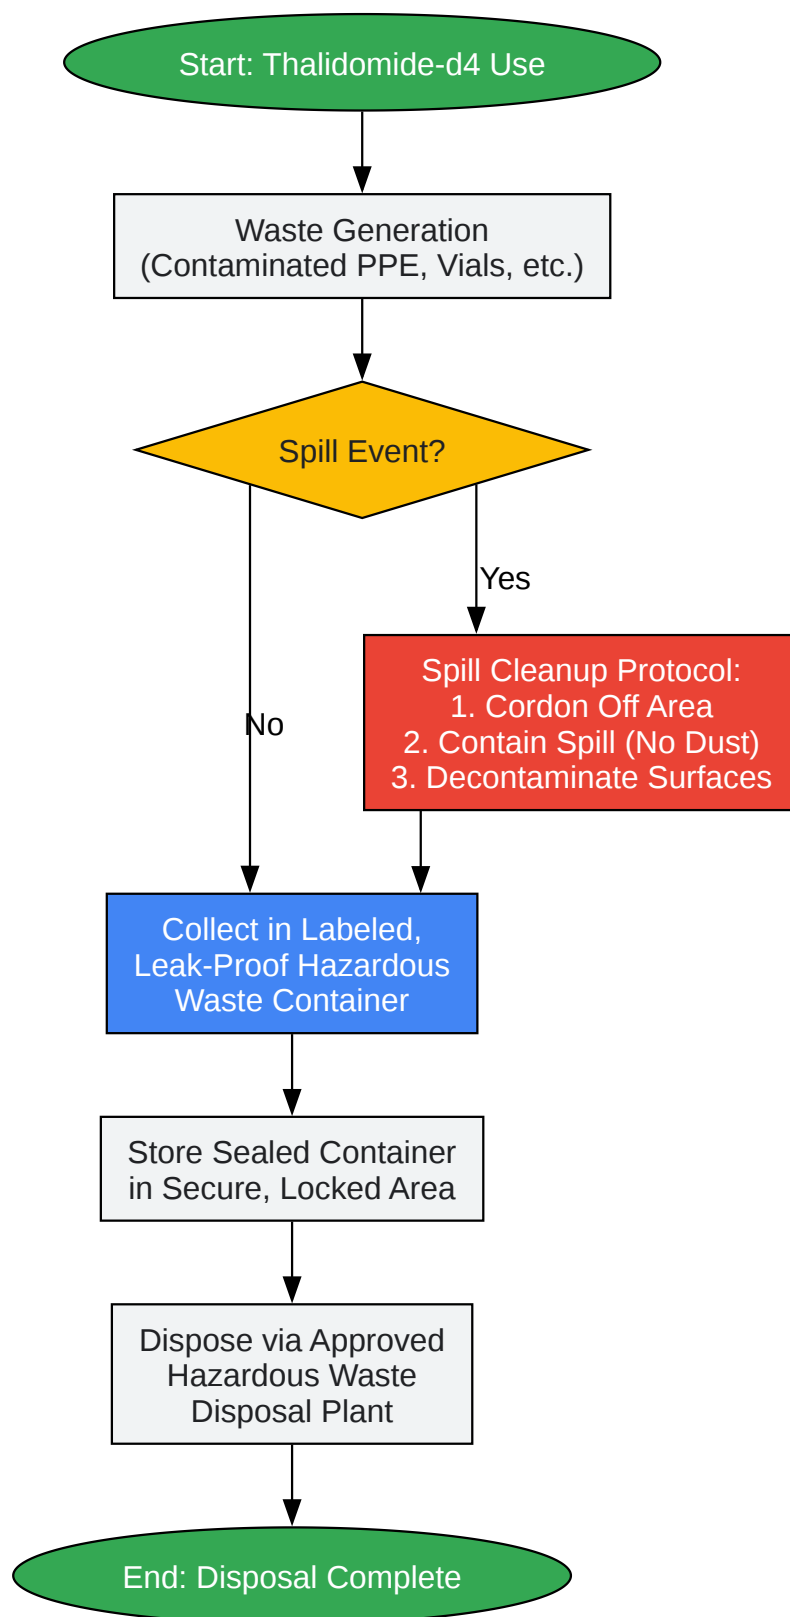 Start: Thalidomide-d4 Use
Waste Generation
(Contaminated PPE, Vials, etc.)
Spill Event?
Yes
Spill Cleanup Protocol:
1. Cordon Off Area
2. Contain Spill (No Dust)
3. Decontaminate Surfaces
No
Collect in Labeled,
Leak-Proof Hazardous
Waste Container
Store Sealed Container
in Secure, Locked Area
Dispose via Approved
Hazardous Waste
Disposal Plant
End: Disposal Complete